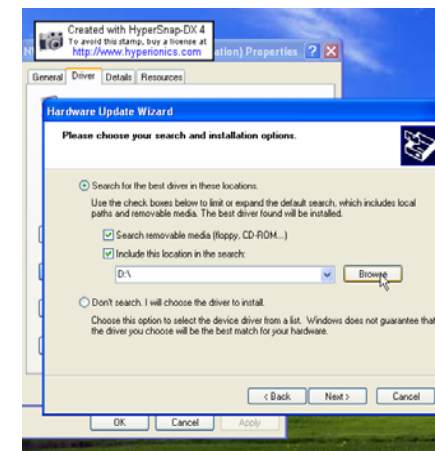 Created with HyperSnap-DX 4
To avoid this stamp, buy a license at
http://www.hyperionics.com
ation) Properties
General Driver Details Resources
Hardware Update Wizard
Please choose your search and installation options.
Search for the best driver in these locations.
Use the check boxes below to limit or expand the default search, which includes local
paths and removable media. The best driver found will be installed.
Search removable media (floppy, CD-ROM...)
Include this location in the search:
D:\
Browse
Don't search. I will choose the driver to install.
Choose this option to select the device driver from a list. Windows does not guarantee that
the driver you choose will be the best match for your hardware.
< Back Next > Cancel
OK Cancel Apply